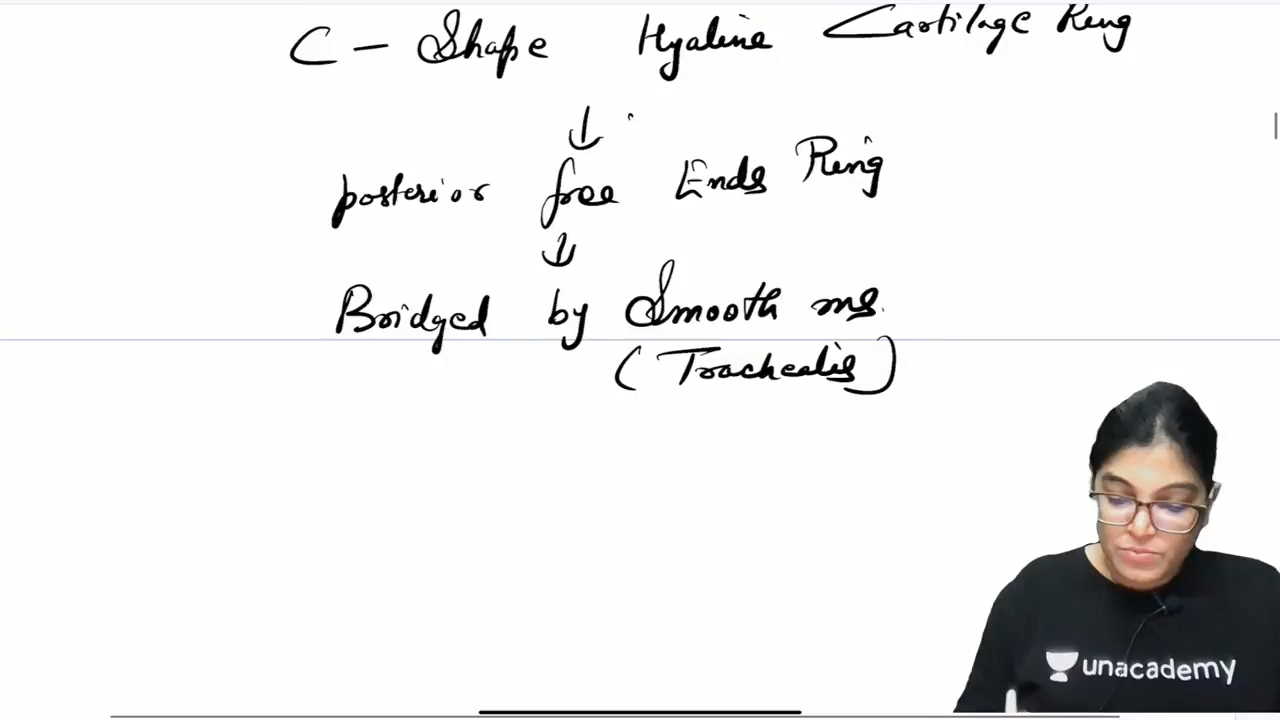 C - Shape Hyaline Cartilage Ring
↓
posterior free Ends Ring
↓
Bridged by Smooth ms.
(Trachealis)
unacademy